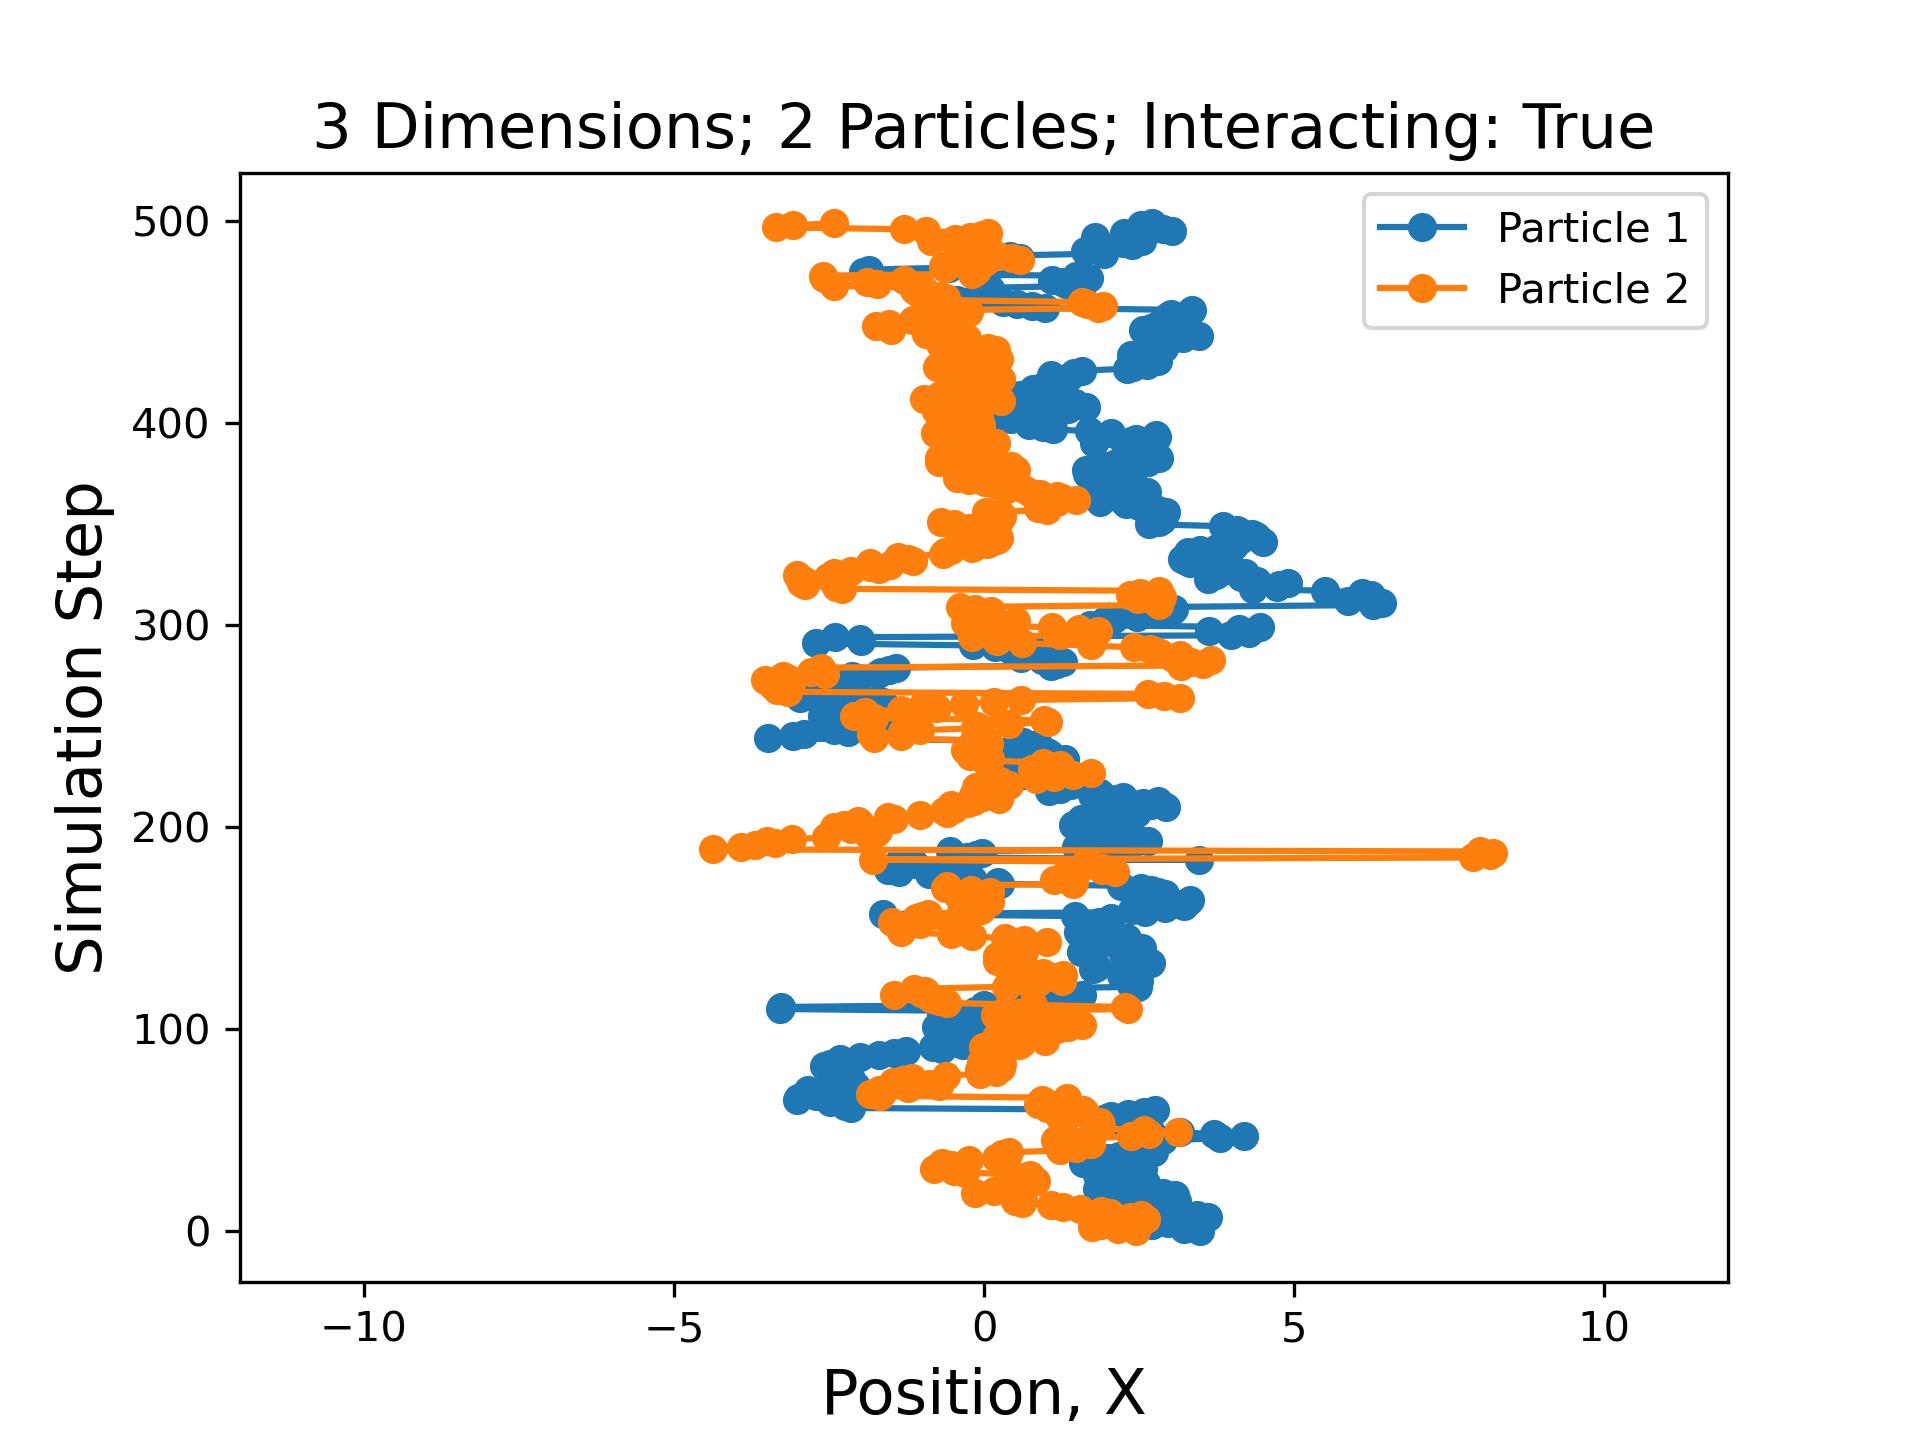 3 Dimensions; 2 Particles; Interacting: True
Particle 1
Particle 2
500
400
300
200
100
0
Simulation Step
−10
−5
0
5
10
Position, X